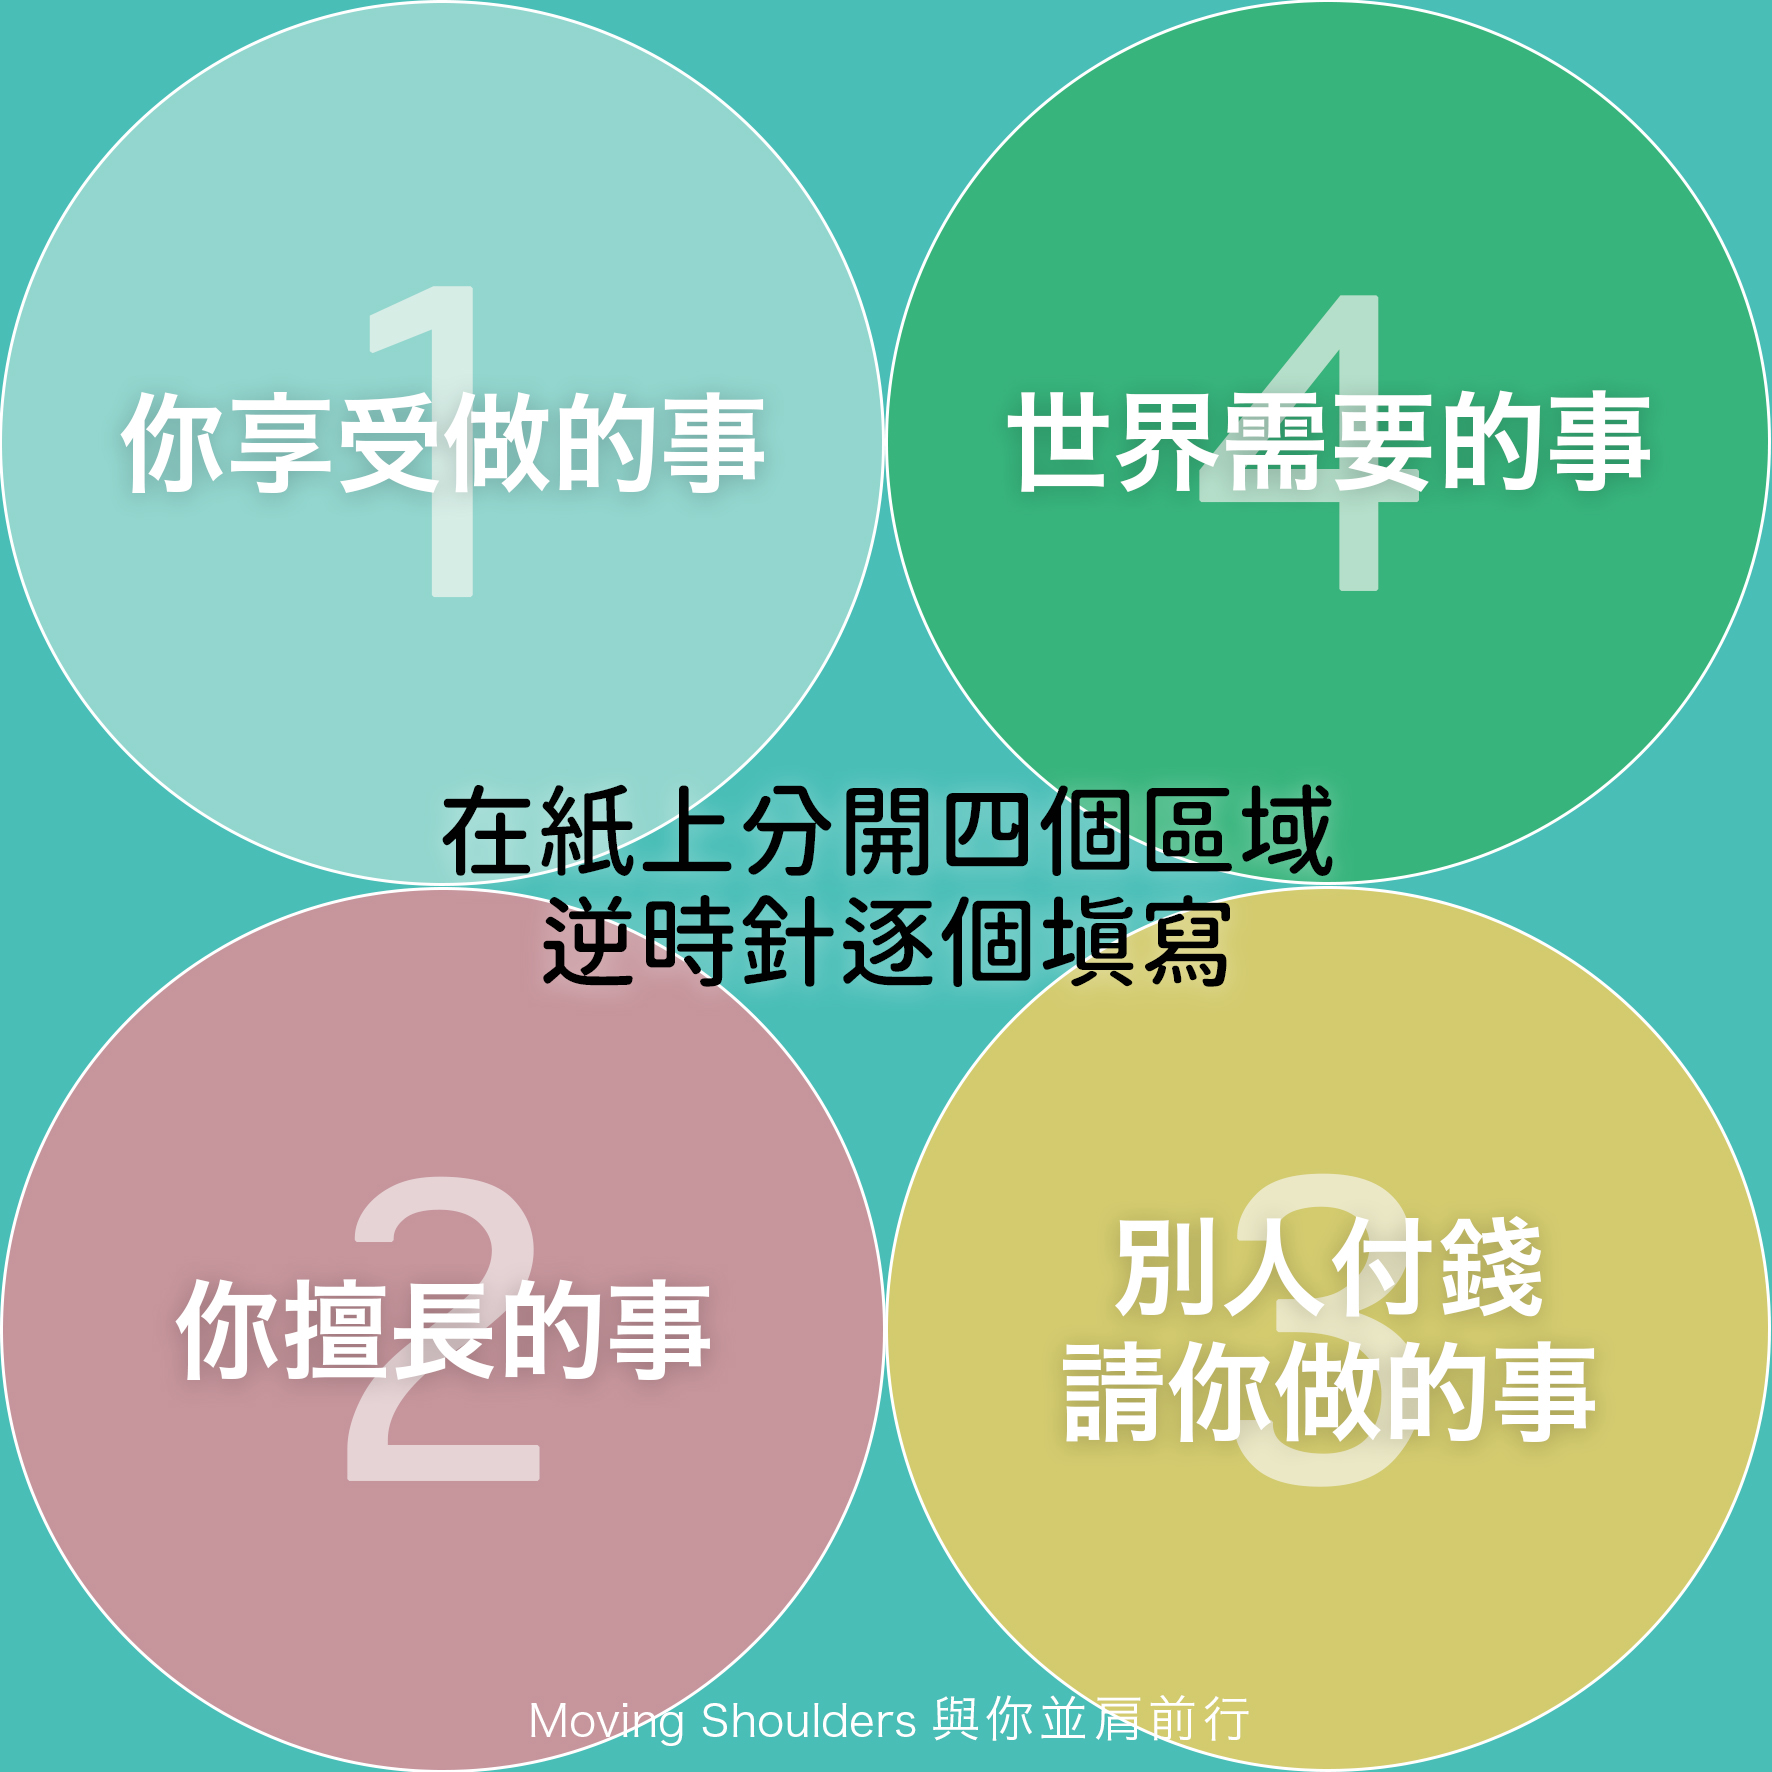 1
你享受做的事
4
世界需要的事
在紙上分開四個區域
逆時針逐個填寫
2
你擅長的事
3
別人付錢
請你做的事
Moving Shoulders 與你並肩前行